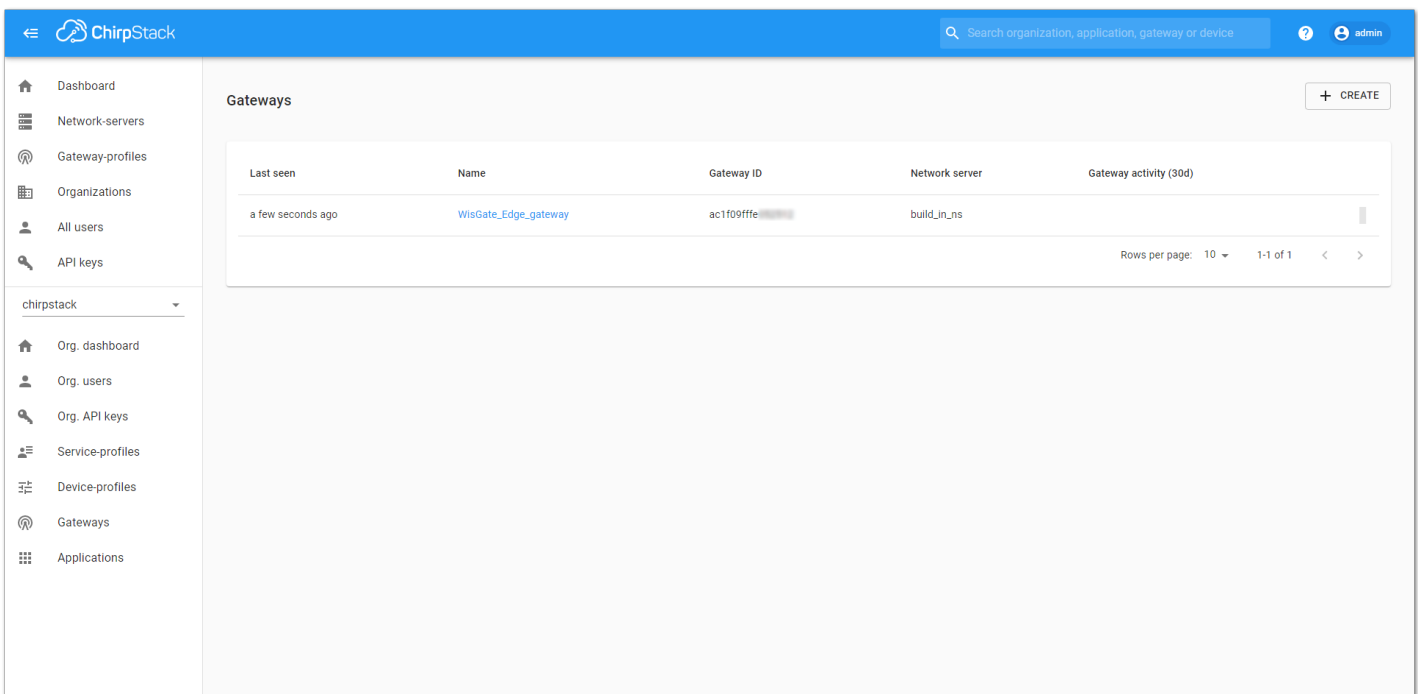 ChirpStack
Search organization, application, gateway or device
? admin
Dashboard
Network-servers
Gateway-profiles
Organizations
All users
API keys
chirpstack
Org. dashboard
Org. users
Org. API keys
Service-profiles
Device-profiles
Gateways
Applications
Gateways
+ CREATE
Last seen Name Gateway ID Network server Gateway activity (30d)
a few seconds ago WisGate_Edge_gateway ac1f09fffe build_in_ns
Rows per page: 10 1-1 of 1